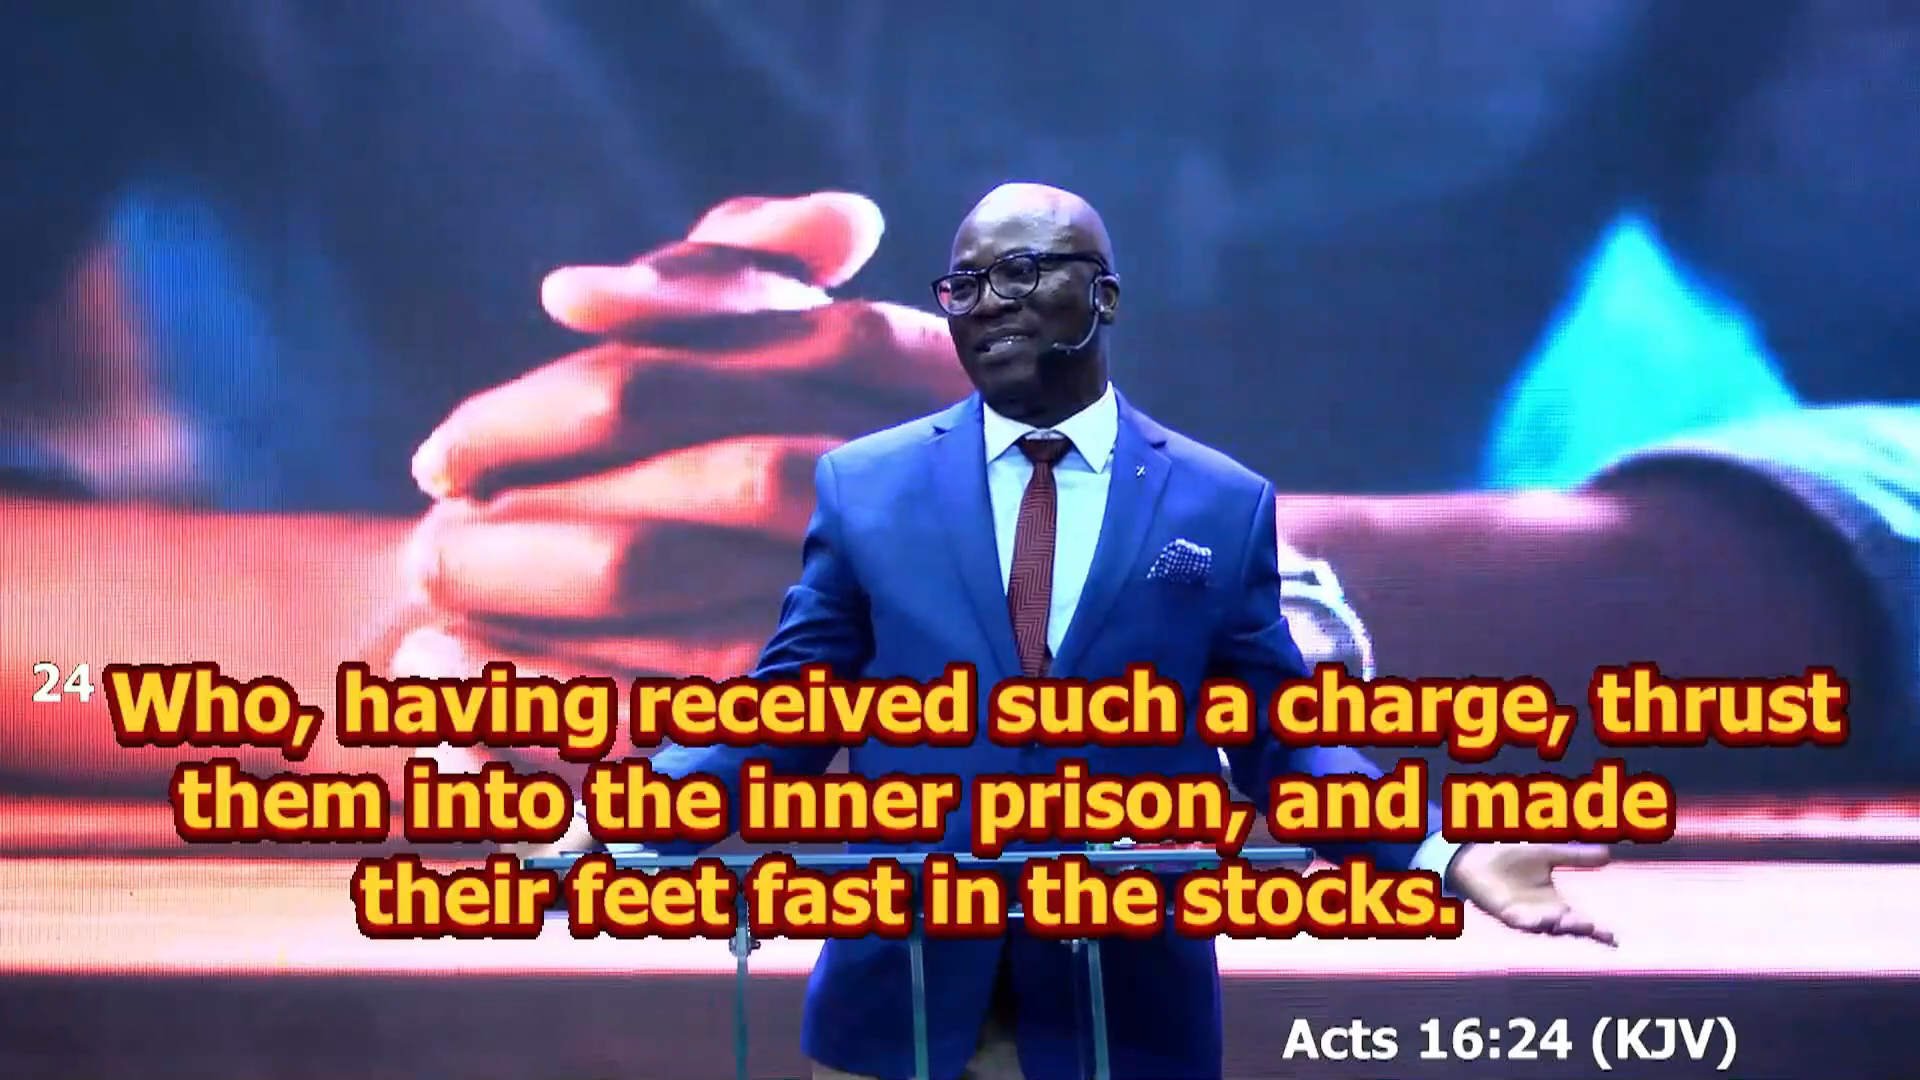 24 Who, having received such a charge, thrust
them into the inner prison, and made
their feet fast in the stocks.
Acts 16:24 (KJV)